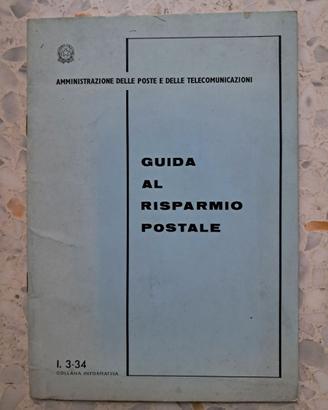 AMMINISTRAZIONE DELLE POSTE E DELLE TELECOMUNICAZIONI
GUIDA
AL
RISPARMIO
POSTALE
I. 3-34
COLLANA INFORMATIVA